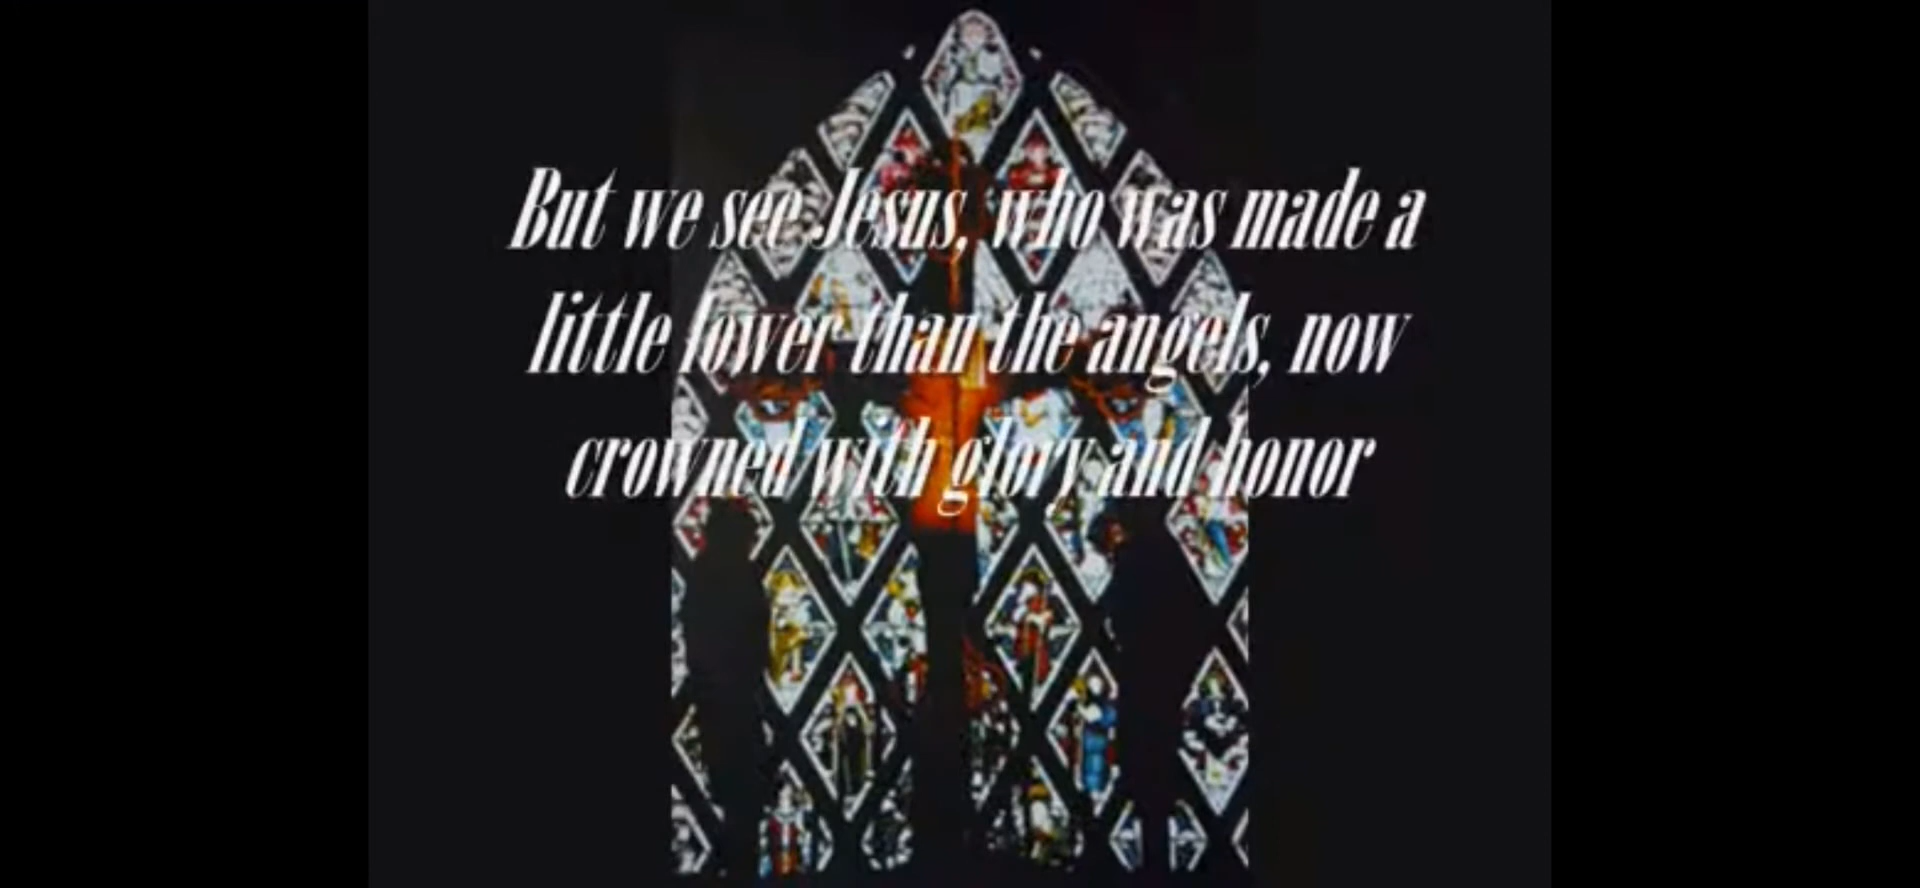 But we see Jesus, who was made a
little lower than the angels, now
crowned with glory and honor